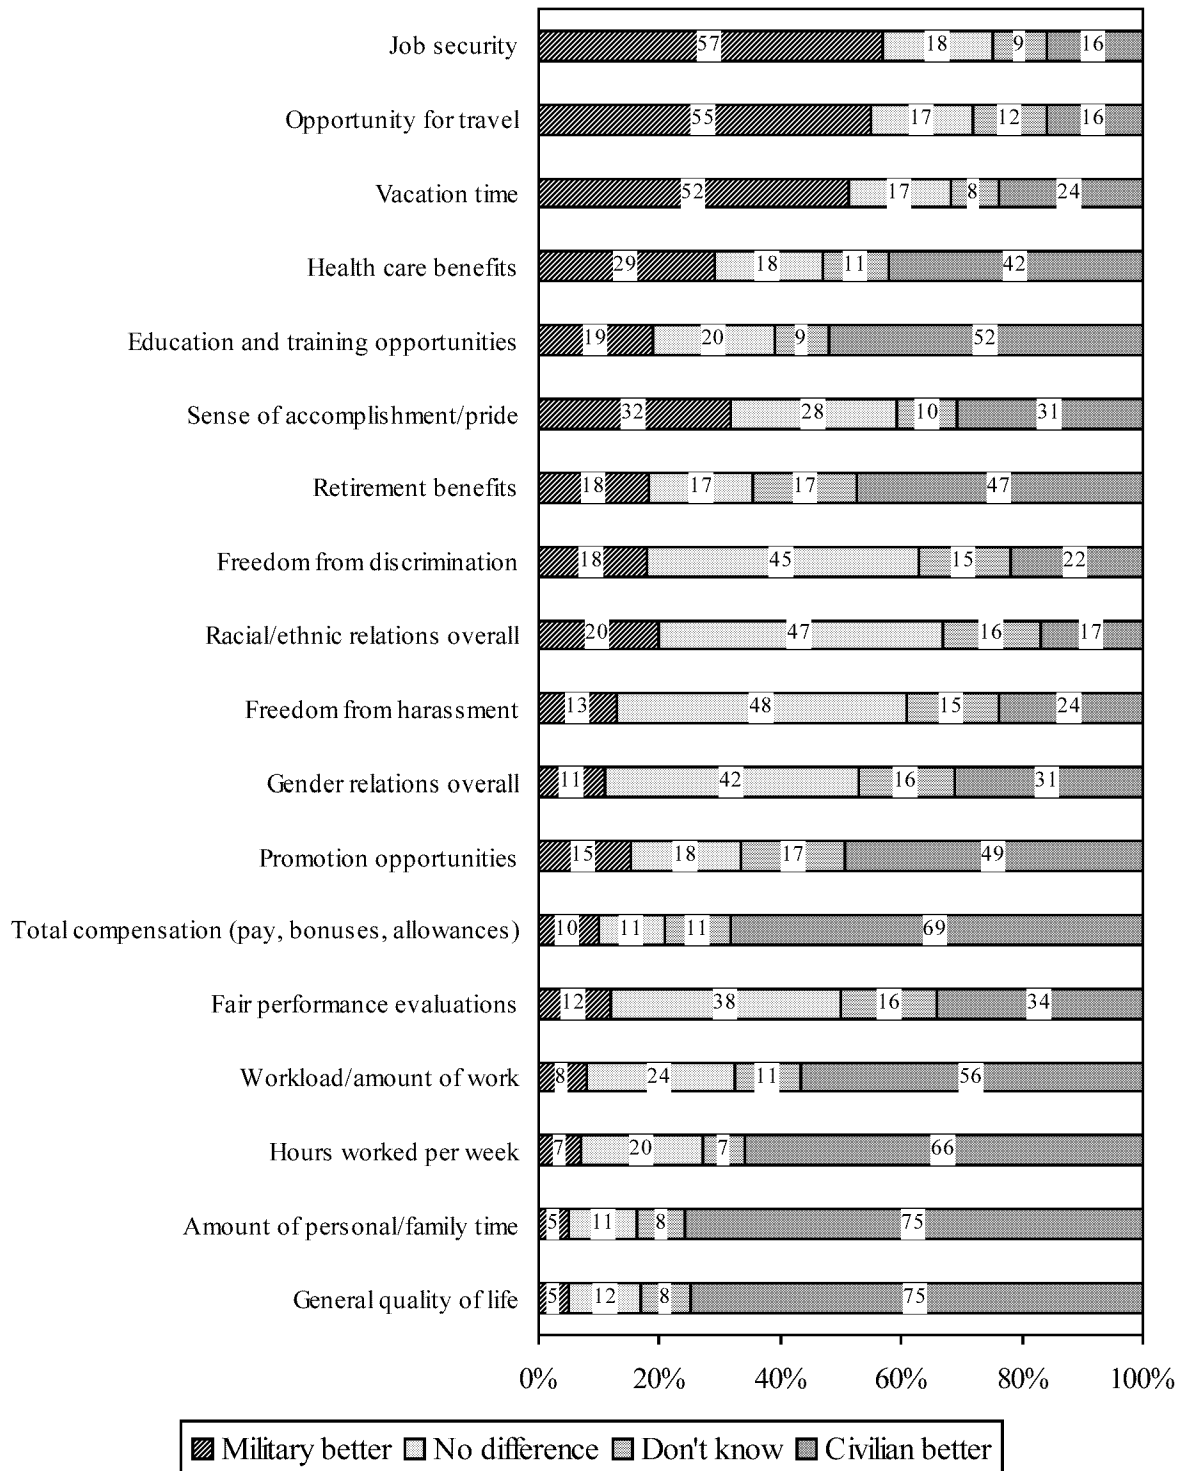 Job security 57 18 9 16
Opportunity for travel 55 17 12 16
Vacation time 52 17 8 24
Health care benefits 29 18 11 42
Education and training opportunities 19 20 9 52
Sense of accomplishment/pride 32 28 10 31
Retirement benefits 18 17 17 47
Freedom from discrimination 18 45 15 22
Racial/ethnic relations overall 20 47 16 17
Freedom from harassment 13 48 15 24
Gender relations overall 11 42 16 31
Promotion opportunities 15 18 17 49
Total compensation (pay, bonuses, allowances) 10 11 11 69
Fair performance evaluations 12 38 16 34
Workload/amount of work 8 24 11 56
Hours worked per week 7 20 7 66
Amount of personal/family time 5 11 8 75
General quality of life 5 12 8 75
0% 20% 40% 60% 80% 100%
Military better No difference Don't know Civilian better